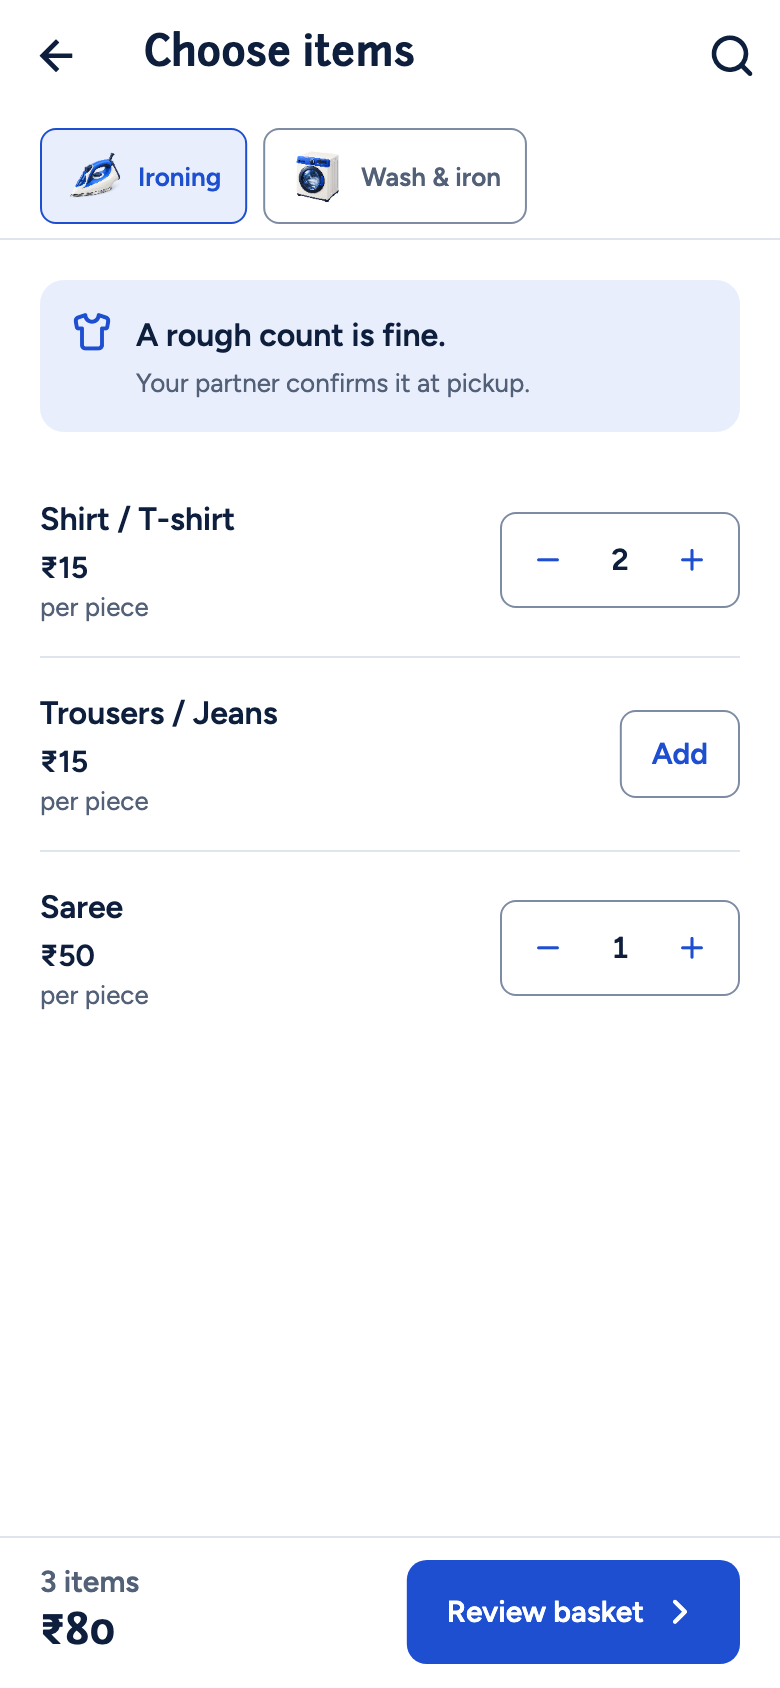 Choose items
Ironing
Wash & iron
A rough count is fine.
Your partner confirms it at pickup.
Shirt / T-shirt
₹15
per piece
2
Trousers / Jeans
₹15
per piece
Add
Saree
₹50
per piece
1
3 items
₹80
Review basket